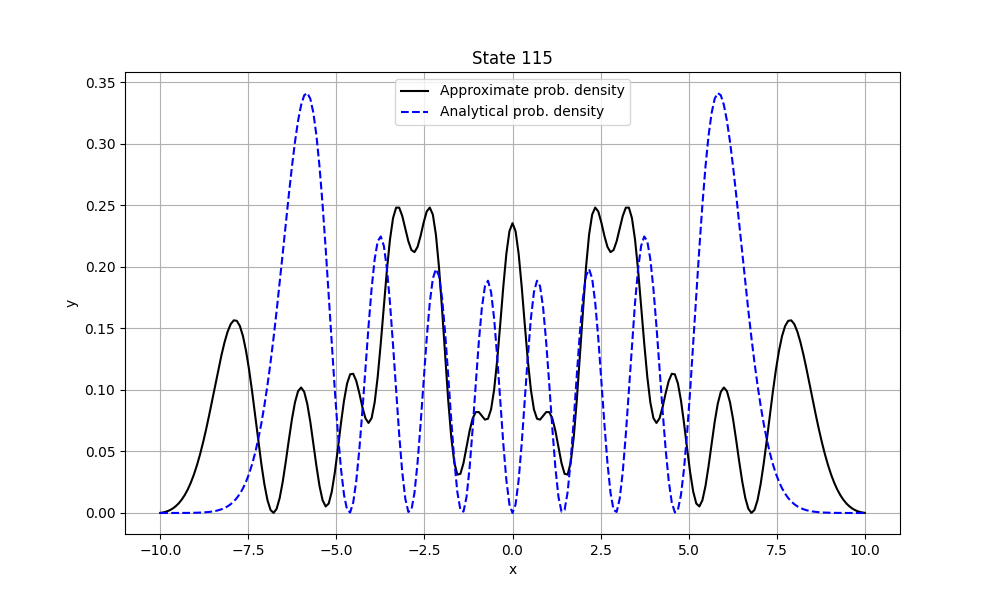 State 115
Approximate prob. density
Analytical prob. density
0.35
0.30
0.25
0.20
0.15
0.10
0.05
0.00
y
−10.0 −7.5 −5.0 −2.5 0.0 2.5 5.0 7.5 10.0
x